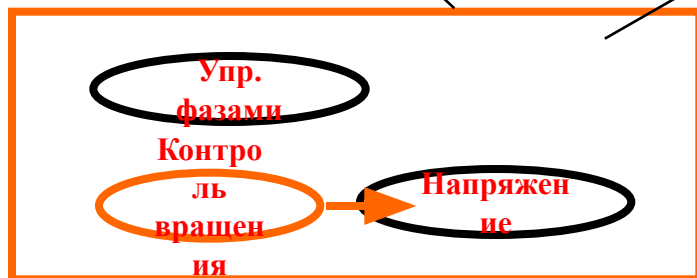 Упр.
фазами
Контро
ль
вращен
ия
Напряжен
ие